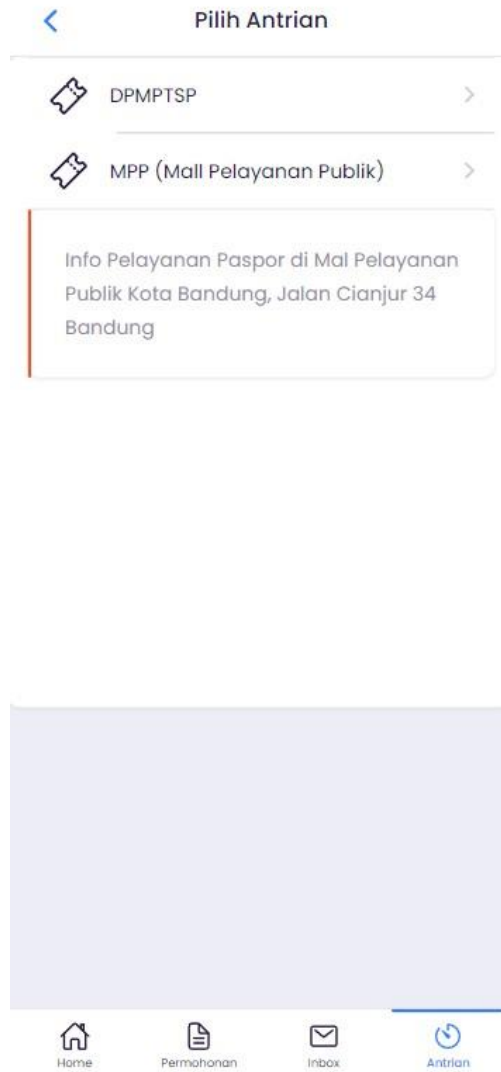 Pilih Antrian
DPMPTSP
MPP (Mall Pelayanan Publik)
Info Pelayanan Paspor di Mal Pelayanan
Publik Kota Bandung, Jalan Cianjur 34
Bandung
Home
Permohonan
Inbox
Antrian